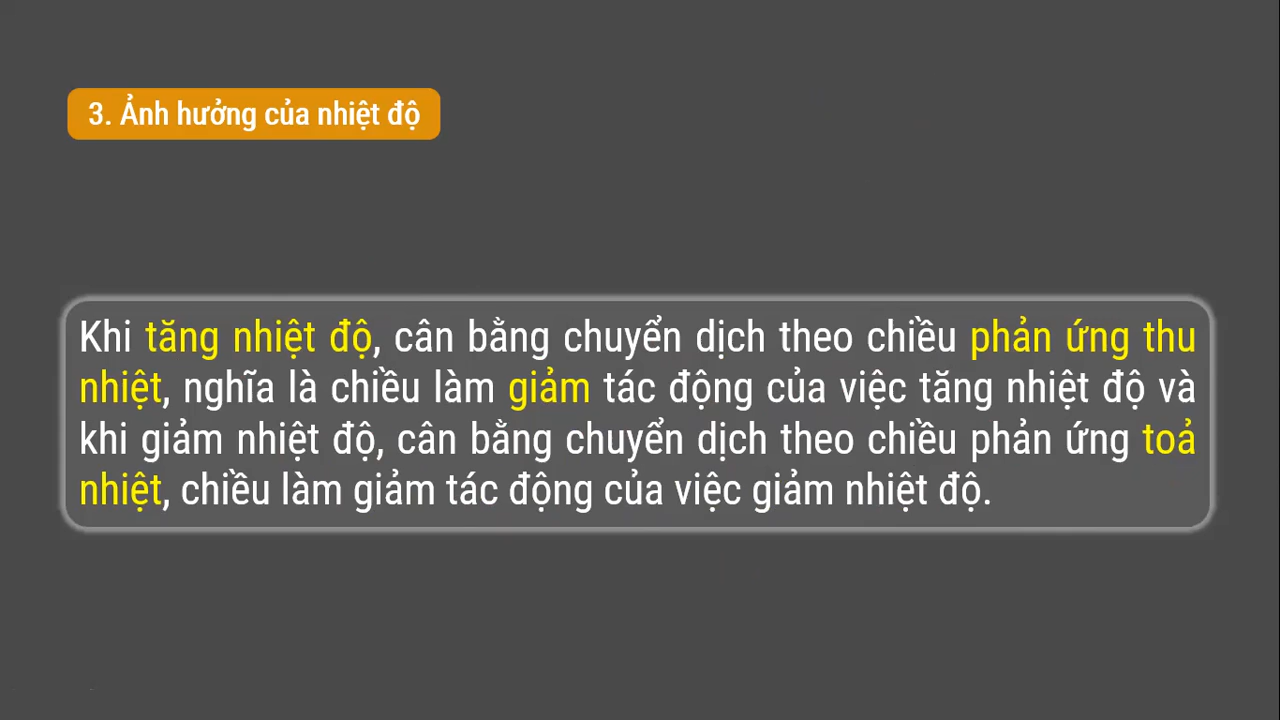 3. Ảnh hưởng của nhiệt độ
Khi tăng nhiệt độ, cân bằng chuyển dịch theo chiều phản ứng thu
nhiệt, nghĩa là chiều làm giảm tác động của việc tăng nhiệt độ và
khi giảm nhiệt độ, cân bằng chuyển dịch theo chiều phản ứng toả
nhiệt, chiều làm giảm tác động của việc giảm nhiệt độ.